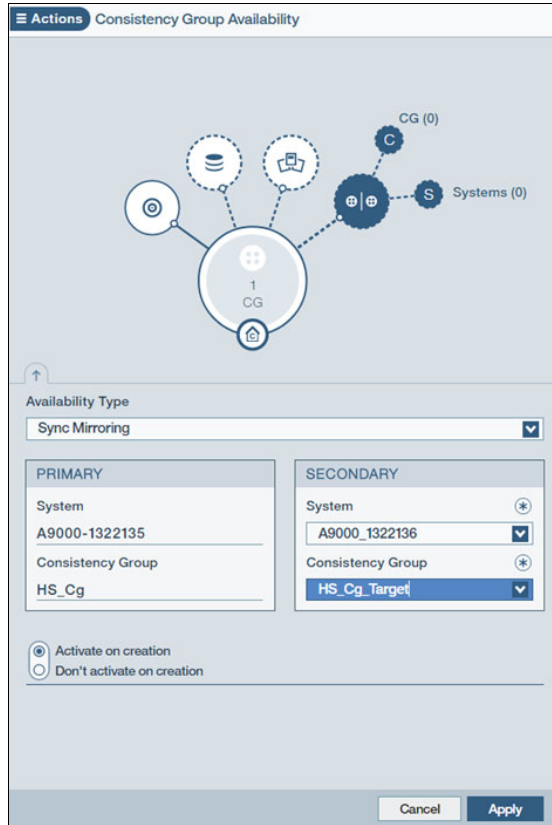 Actions Consistency Group Availability
CG (0)
C
S Systems (0)
1
CG
C
Availability Type
Sync Mirroring
PRIMARY
System
A9000-1322135
Consistency Group
HS_Cg
SECONDARY
System
A9000_1322136
Consistency Group
HS_Cg_Target
Activate on creation
Don't activate on creation
Cancel Apply